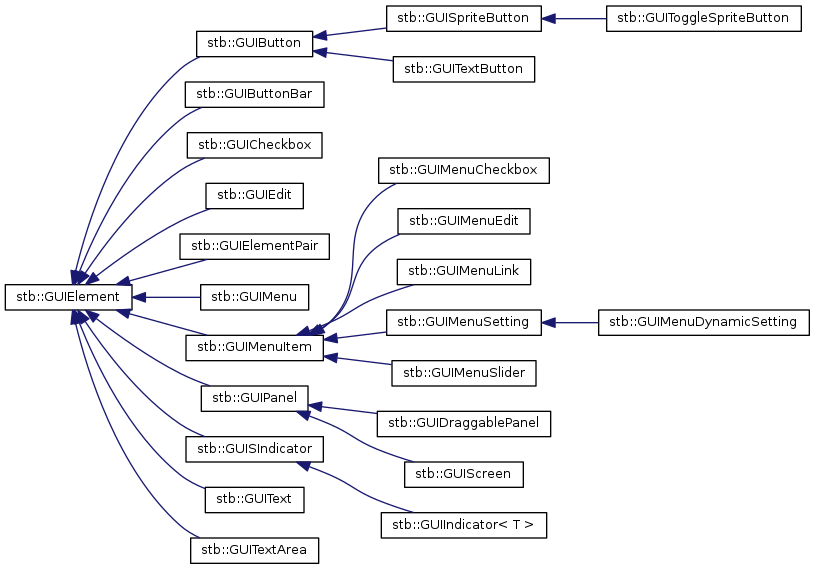 stb::GUISpriteButton
stb::GUIToggleSpriteButton
stb::GUIButton
stb::GUITextButton
stb::GUIButtonBar
stb::GUICheckbox
stb::GUIMenuCheckbox
stb::GUIEdit
stb::GUIMenuEdit
stb::GUIElementPair
stb::GUIMenuLink
stb::GUIElement
stb::GUIMenu
stb::GUIMenuSetting
stb::GUIMenuDynamicSetting
stb::GUIMenuItem
stb::GUIMenuSlider
stb::GUIPanel
stb::GUIDraggablePanel
stb::GUISIndicator
stb::GUIScreen
stb::GUIText
stb::GUIIndicator< T >
stb::GUITextArea